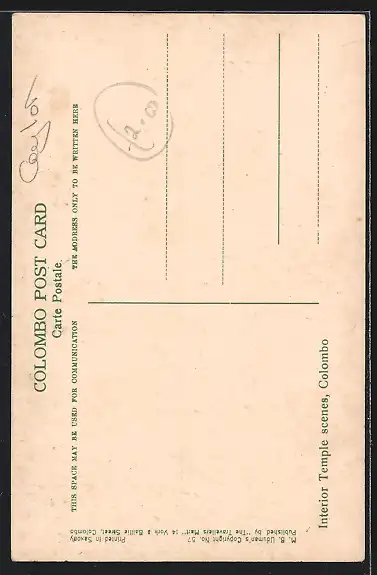 COLOMBO POST CARD
Carte Postale.
THIS SPACE MAY BE USED FOR COMMUNICATION
THE ADDRESS ONLY TO BE WRITTEN HERE
Ceylon
2.00
Interior Temple scenes, Colombo
M. B. Uduman's Copyright No. 57
Published by "The Travellers Mart" 14 York & Baillie Street, Colombo
Printed in Saxony